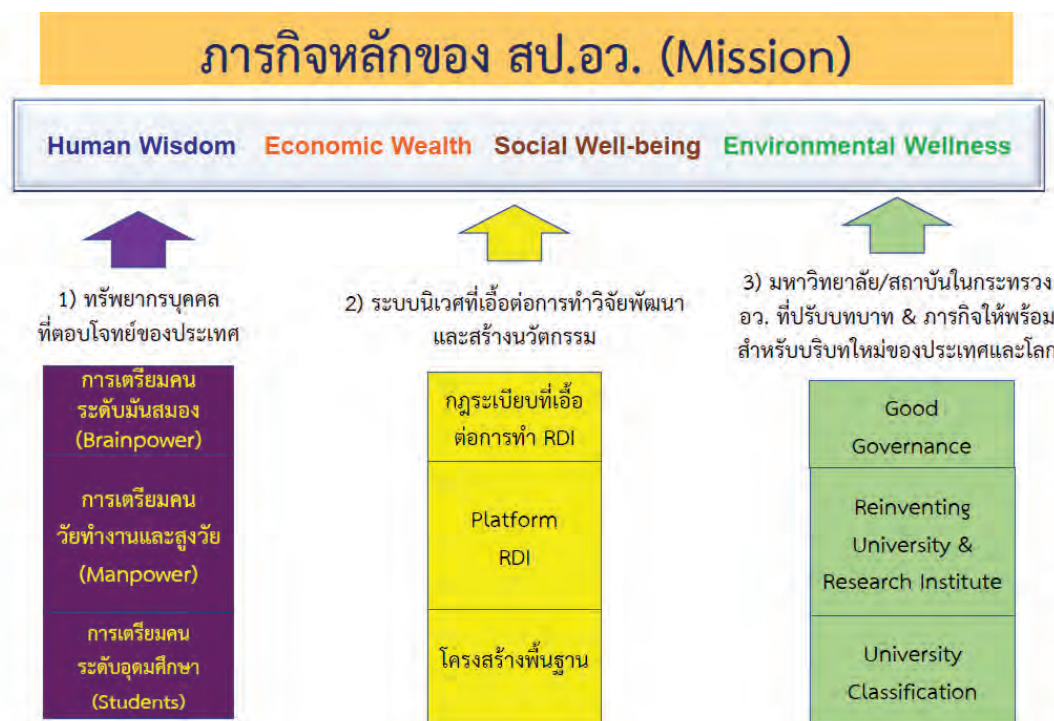 ภารกิจหลักของ สป.อว. (Mission)
Human Wisdom Economic Wealth Social Well-being Environmental Wellness
1) ทรัพยากรบุคคล
ที่ตอบโจทย์ของประเทศ
การเตรียมคน
ระดับมันสมอง
(Brainpower)
การเตรียมคน
วัยทำงานและสูงวัย
(Manpower)
การเตรียมคน
ระดับอุดมศึกษา
(Students)
2) ระบบนิเวศที่เอื้อต่อการทำวิจัยพัฒนา
และสร้างนวัตกรรม
กฎระเบียบที่เอื้อ
ต่อการทำ RDI
Platform
RDI
โครงสร้างพื้นฐาน
3) มหาวิทยาลัย/สถาบันในกระทรวง
อว. ที่ปรับบทบาท & ภารกิจให้พร้อม
สำหรับบริบทใหม่ของประเทศและโลก
Good
Governance
Reinventing
University &
Research Institute
University
Classification